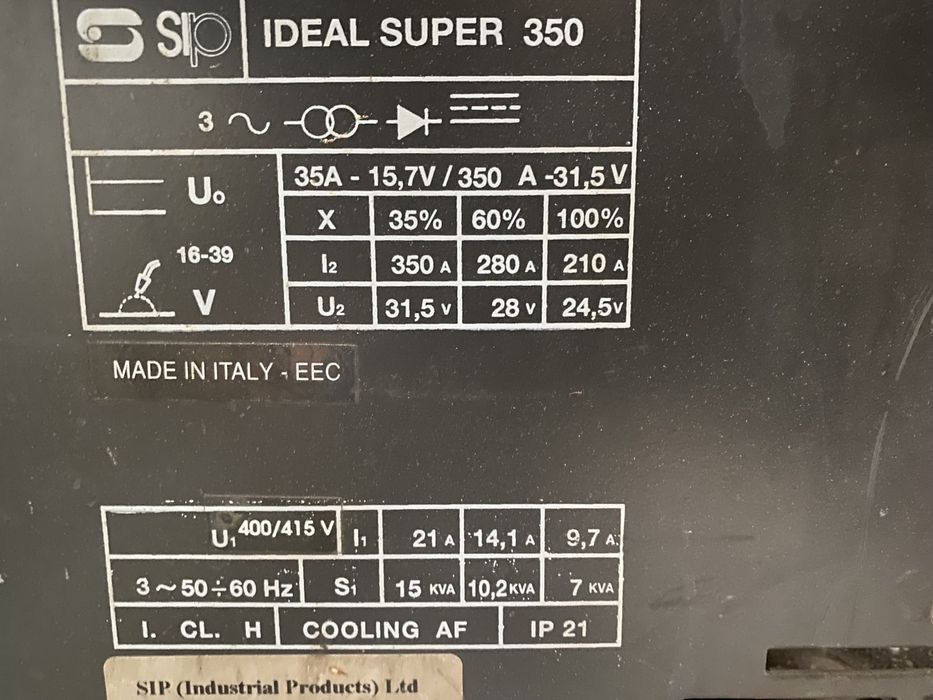 SIP IDEAL SUPER 350
3 ~
U0 35A - 15,7V / 350 A -31,5 V
X 35% 60% 100%
16-39 I2 350 A 280 A 210 A
V U2 31,5 V 28 V 24,5V
MADE IN ITALY - EEC
U1 400/415 V I1 21 A 14,1 A 9,7 A
3 ~ 50 ÷ 60 Hz S1 15 KVA 10,2 KVA 7 KVA
I. CL. H COOLING AF IP 21
SIP (Industrial Products) Ltd